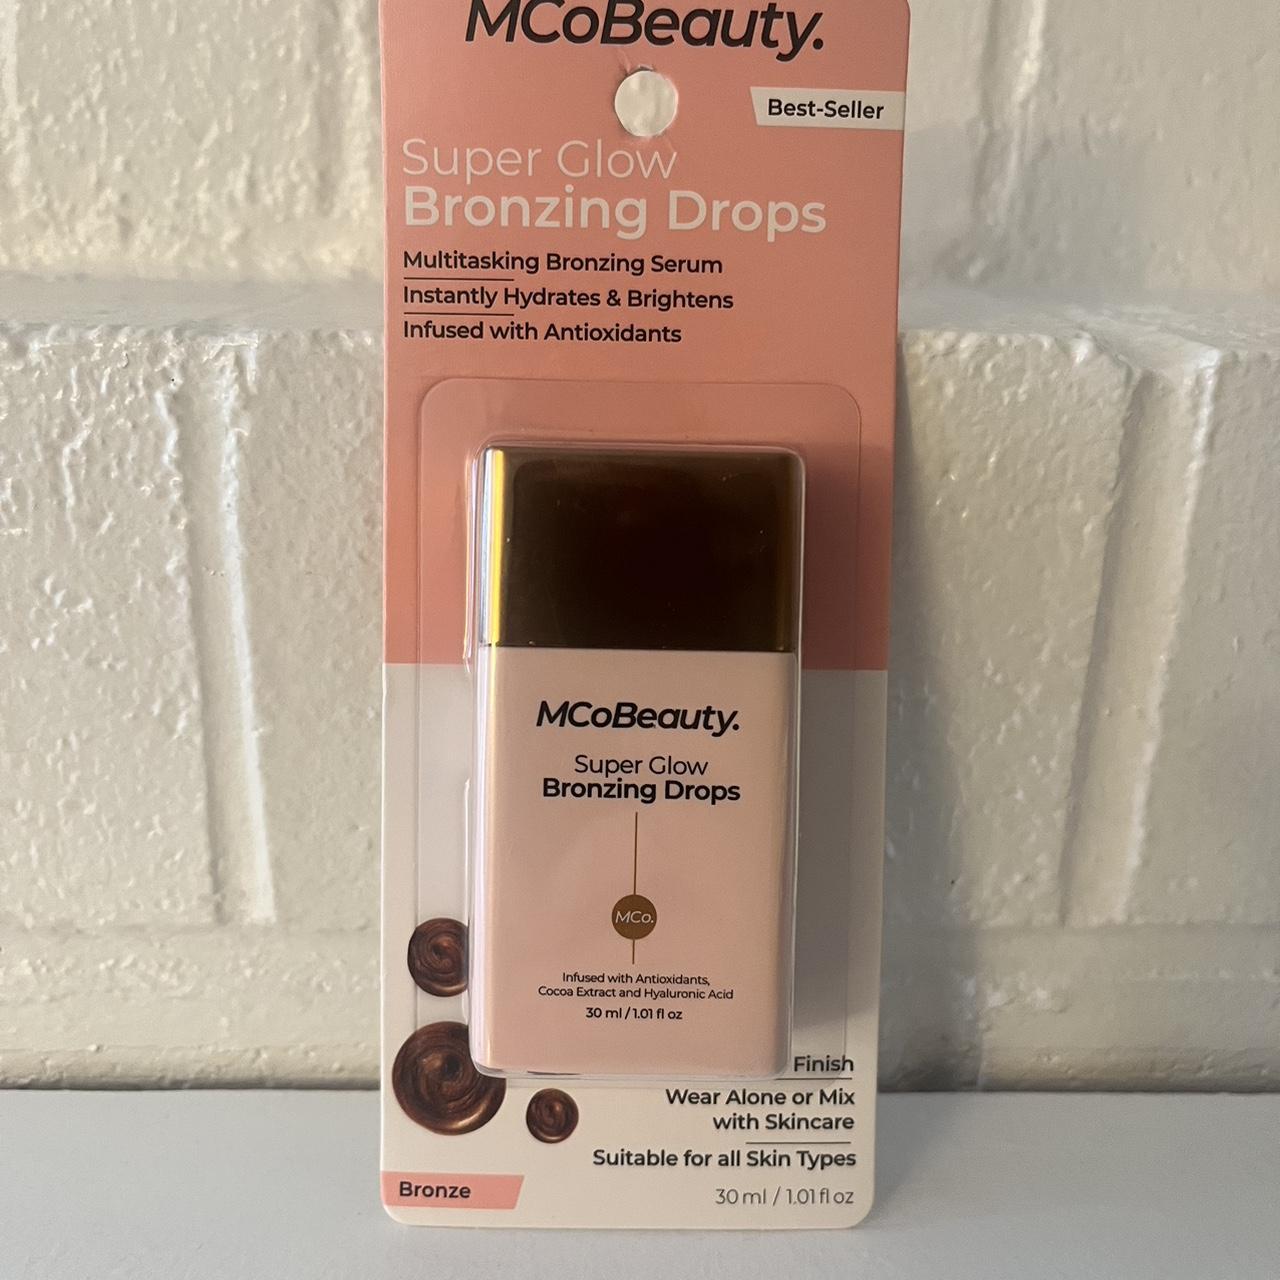 MCoBeauty.
Best-Seller
Super Glow
Bronzing Drops
Multitasking Bronzing Serum
Instantly Hydrates & Brightens
Infused with Antioxidants
MCoBeauty.
Super Glow
Bronzing Drops
MCo.
Infused with Antioxidants,
Cocoa Extract and Hyaluronic Acid
30 ml / 1.01 fl oz
Finish
Wear Alone or Mix
with Skincare
Suitable for all Skin Types
Bronze
30 ml / 1.01 fl oz